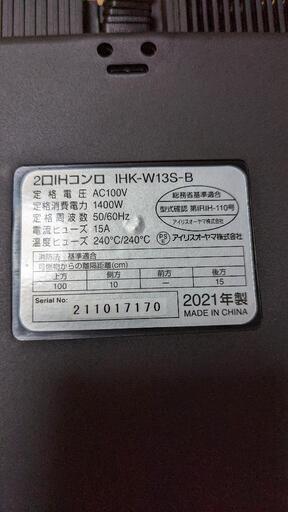 2口IHコンロ IHK-W13S-B
定格電圧 AC100V
定格消費電力 1400W
定格周波数 50/60Hz
電流ヒューズ 15A
温度ヒューズ 240℃/240℃
総務省基準適合
型式確認 第IRIH-110号
アイリスオーヤマ株式会社
PS E アイリスオーヤマ株式会社
消防法 基準適合
可燃物からの離隔距離(cm)
上方 側方 前方 後方
100 10 — 15
Serial No:
211017170
2021年製
MADE IN CHINA